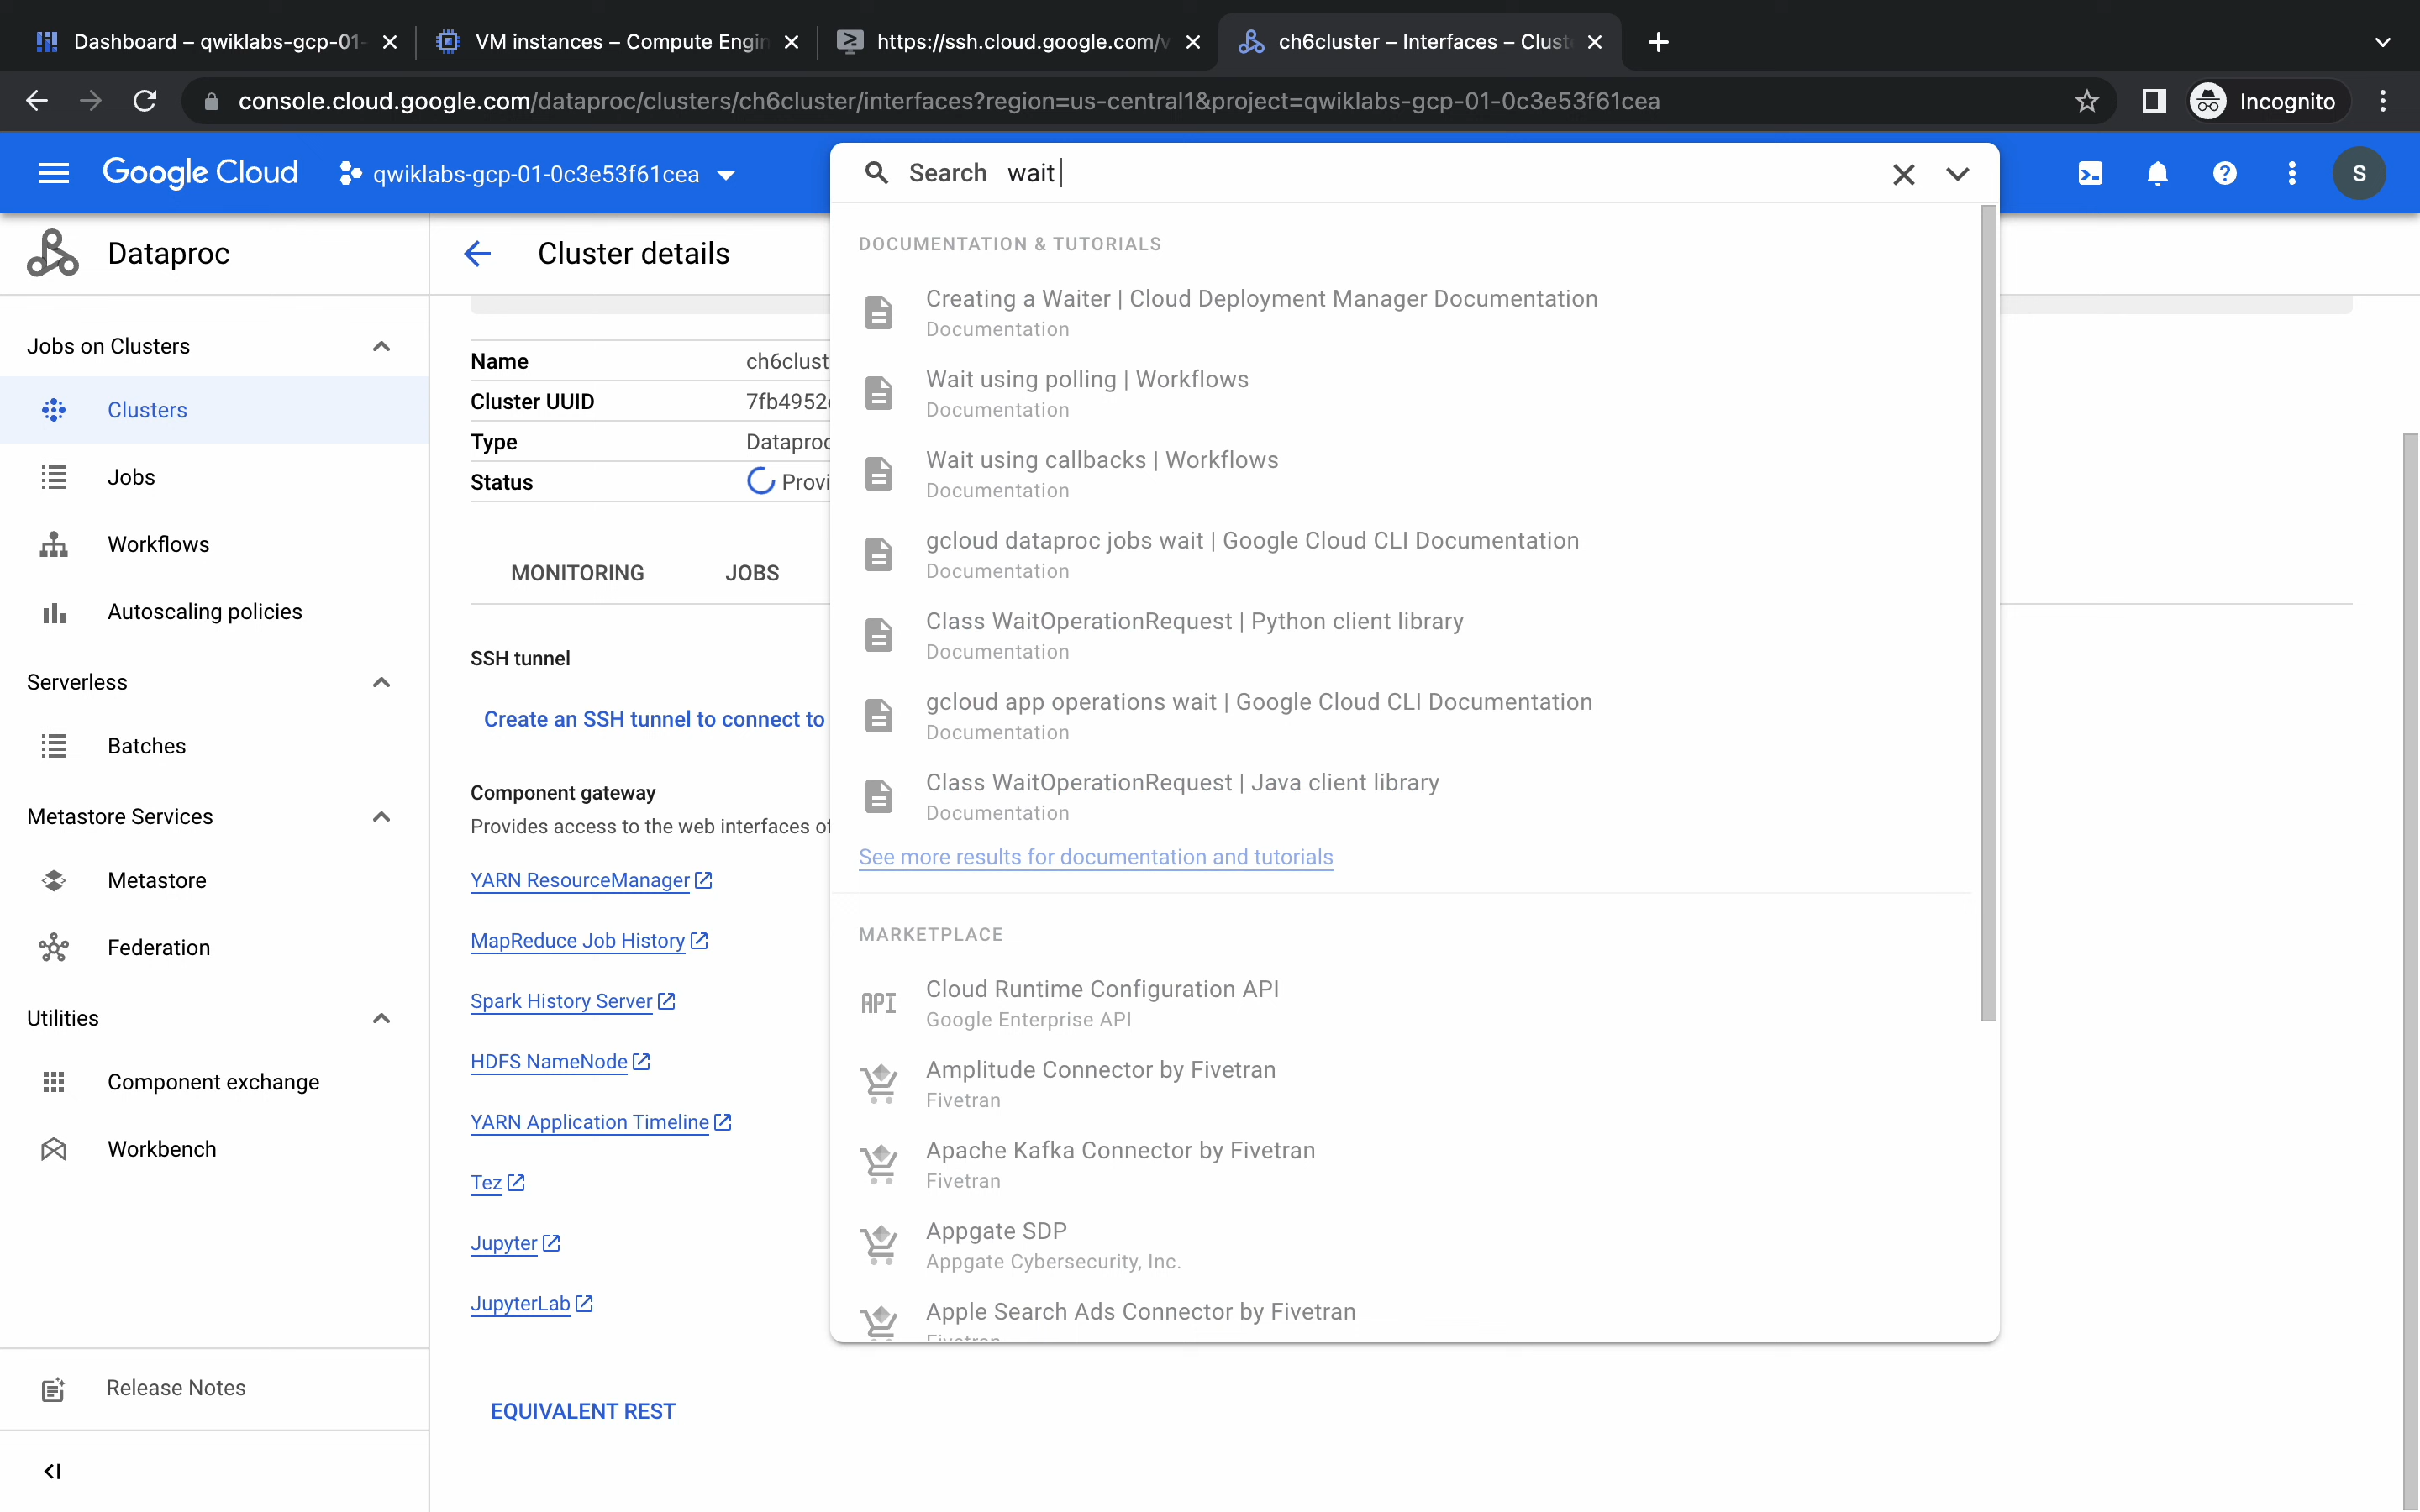 Dashboard – qwiklabs-gcp-01-
VM instances – Compute Engin
https://ssh.cloud.google.com/v
ch6cluster – Interfaces – Clust
console.cloud.google.com/dataproc/clusters/ch6cluster/interfaces?region=us-central1&project=qwiklabs-gcp-01-0c3e53f61cea
Incognito
Google Cloud
qwiklabs-gcp-01-0c3e53f61cea
Search wait
S
Dataproc
Jobs on Clusters
Clusters
Jobs
Workflows
Autoscaling policies
Serverless
Batches
Metastore Services
Metastore
Federation
Utilities
Component exchange
Workbench
Release Notes
Cluster details
Name ch6clust
Cluster UUID 7fb4952
Type Dataproc
Status Provi
MONITORING JOBS
SSH tunnel
Create an SSH tunnel to connect to
Component gateway
Provides access to the web interfaces of
YARN ResourceManager
MapReduce Job History
Spark History Server
HDFS NameNode
YARN Application Timeline
Tez
Jupyter
JupyterLab
EQUIVALENT REST
DOCUMENTATION & TUTORIALS
Creating a Waiter | Cloud Deployment Manager Documentation
Documentation
Wait using polling | Workflows
Documentation
Wait using callbacks | Workflows
Documentation
gcloud dataproc jobs wait | Google Cloud CLI Documentation
Documentation
Class WaitOperationRequest | Python client library
Documentation
gcloud app operations wait | Google Cloud CLI Documentation
Documentation
Class WaitOperationRequest | Java client library
Documentation
See more results for documentation and tutorials
MARKETPLACE
API
Cloud Runtime Configuration API
Google Enterprise API
Amplitude Connector by Fivetran
Fivetran
Apache Kafka Connector by Fivetran
Fivetran
Appgate SDP
Appgate Cybersecurity, Inc.
Apple Search Ads Connector by Fivetran
Fivetran